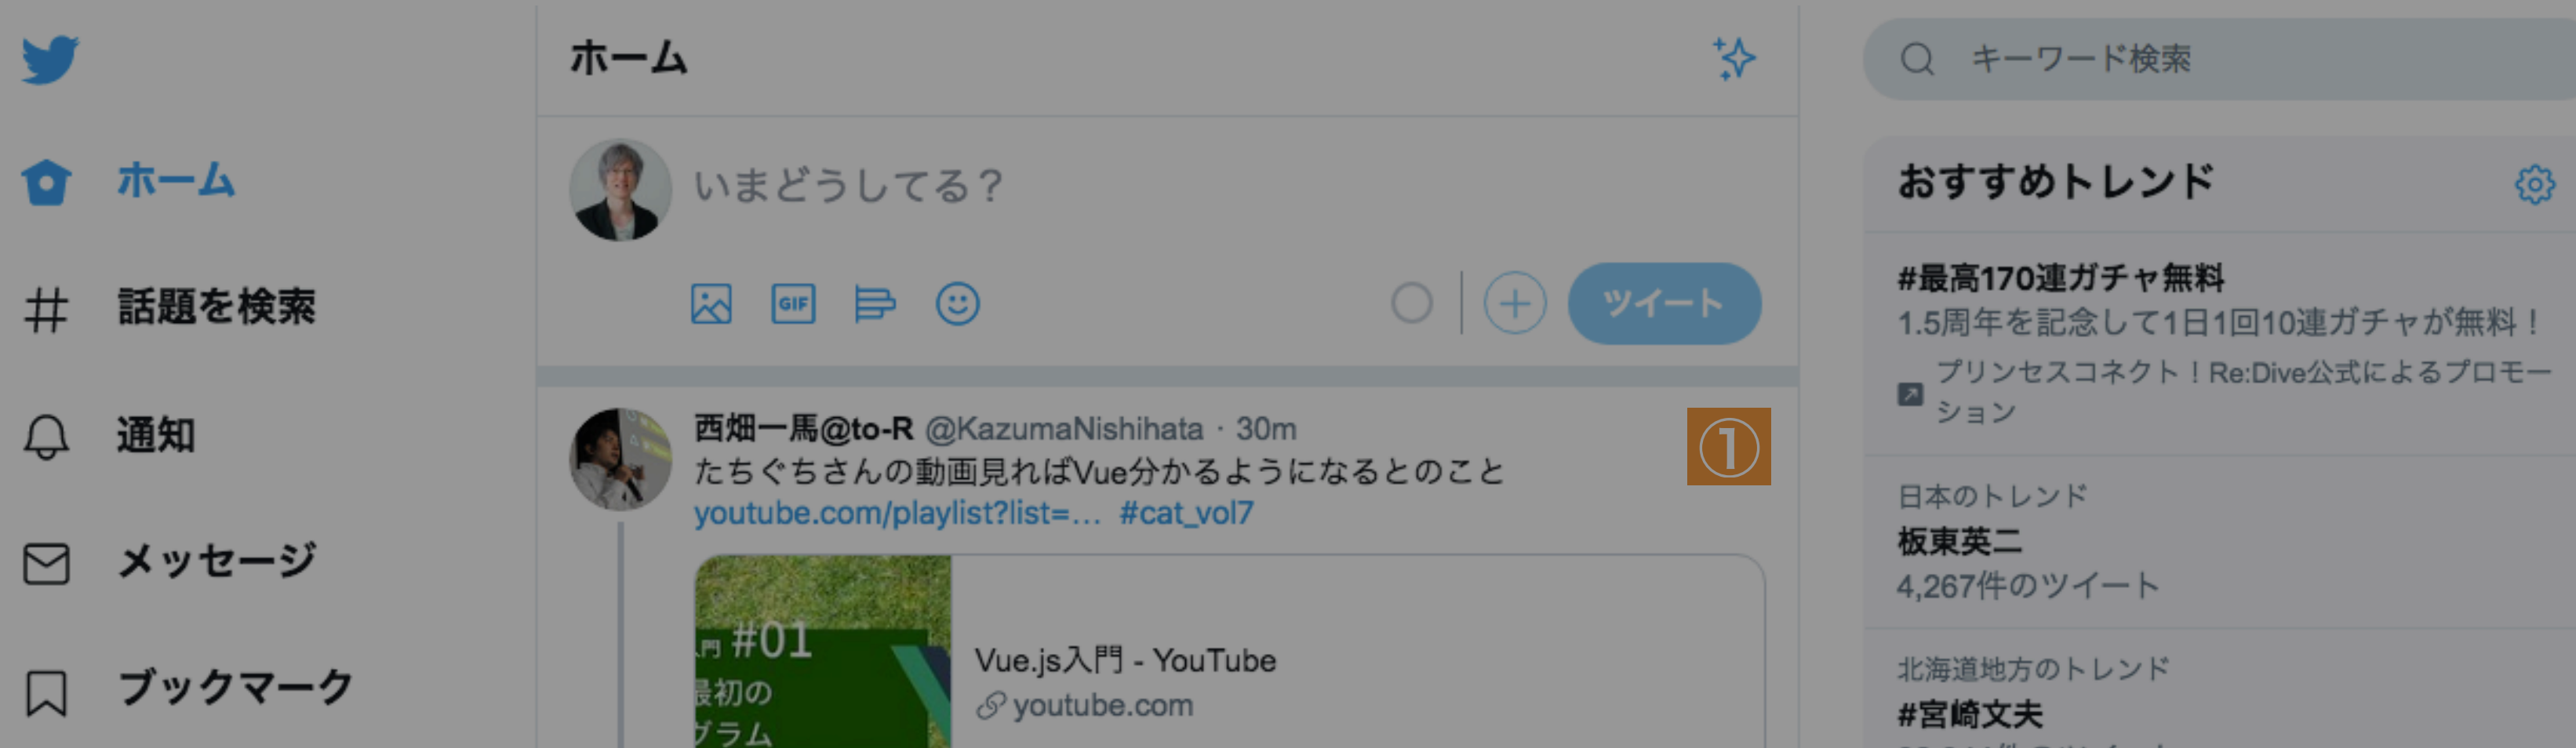 ホーム
話題を検索
通知
メッセージ
ブックマーク
ホーム
いまどうしてる？
GIF
ツイート
西畑一馬@to-R @KazumaNishihata · 30m
①
たちぐちさんの動画見ればVue分かるようになるとのこと
youtube.com/playlist?list=… #cat_vol7
門 #01
最初の
グラム
Vue.js入門 - YouTube
youtube.com
キーワード検索
おすすめトレンド
#最高170連ガチャ無料
1.5周年を記念して1日1回10連ガチャが無料！
プリンセスコネクト！Re:Dive公式によるプロモー
ション
日本のトレンド
板東英二
4,267件のツイート
北海道地方のトレンド
#宮崎文夫